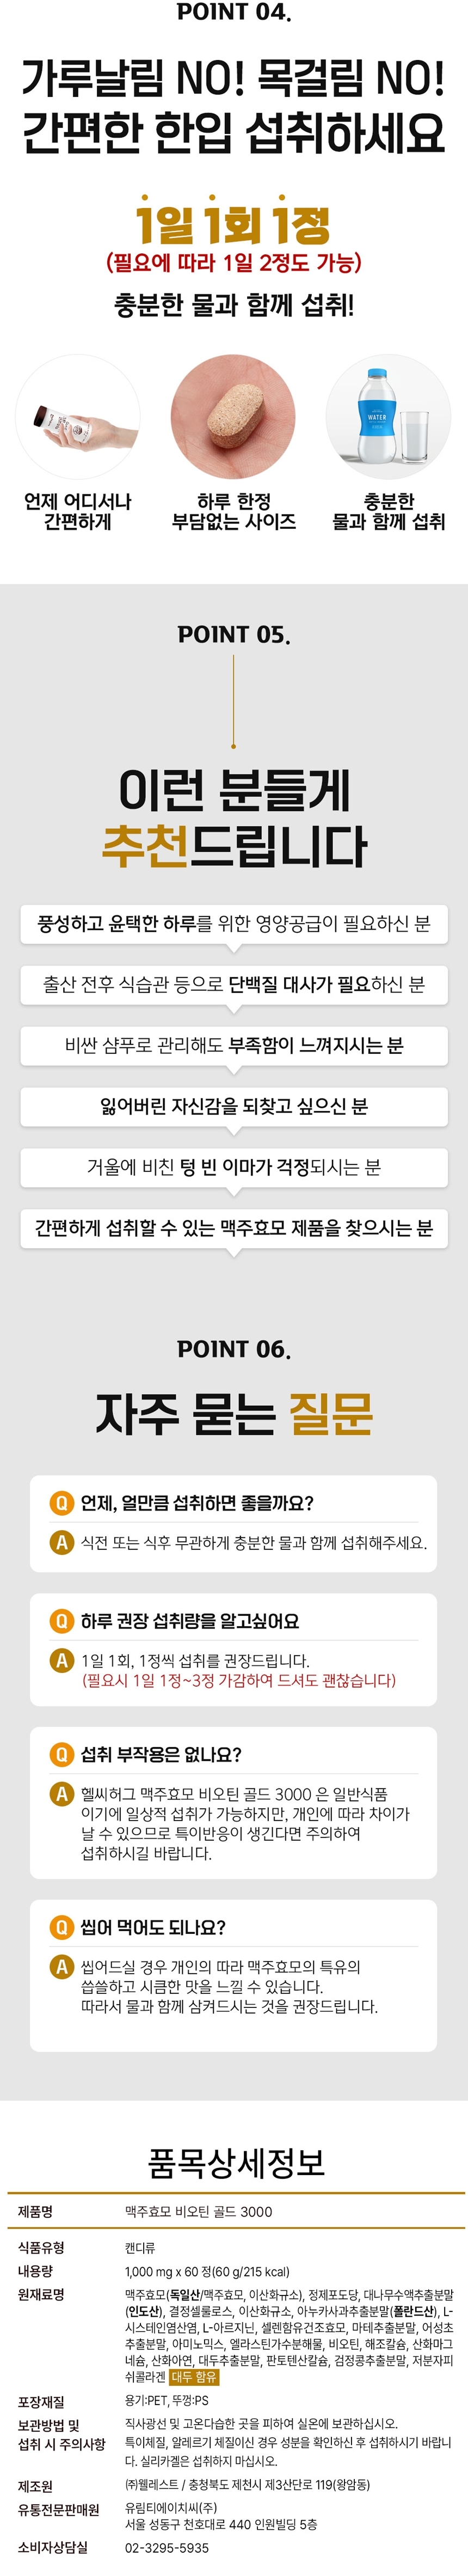 POINT 04.
가루날림 NO! 목걸림 NO!
간편한 한입 섭취하세요
1일 1회 1정
(필요에 따라 1일 2정도 가능)
충분한 물과 함께 섭취!
WATER
언제 어디서나
간편하게
하루 한정
부담없는 사이즈
충분한
물과 함께 섭취
POINT 05.
이런 분들게
추천드립니다
풍성하고 윤택한 하루를 위한 영양공급이 필요하신 분
출산 전후 식습관 등으로 단백질 대사가 필요하신 분
비싼 샴푸로 관리해도 부족함이 느껴지시는 분
잃어버린 자신감을 되찾고 싶으신 분
거울에 비친 텅 빈 이마가 걱정되시는 분
간편하게 섭취할 수 있는 맥주효모 제품을 찾으시는 분
POINT 06.
자주 묻는 질문
Q 언제, 얼만큼 섭취하면 좋을까요?
A 식전 또는 식후 무관하게 충분한 물과 함께 섭취해주세요.
Q 하루 권장 섭취량을 알고싶어요
A 1일 1회, 1정씩 섭취를 권장드립니다.
(필요시 1일 1정~3정 가감하여 드셔도 괜찮습니다)
Q 섭취 부작용은 없나요?
A 헬씨허그 맥주효모 비오틴 골드 3000 은 일반식품
이기에 일상적 섭취가 가능하지만, 개인에 따라 차이가
날 수 있으므로 특이반응이 생긴다면 주의하여
섭취하시길 바랍니다.
Q 씹어 먹어도 되나요?
A 씹어드실 경우 개인의 따라 맥주효모의 특유의
씁쓸하고 시큼한 맛을 느낄 수 있습니다.
따라서 물과 함께 삼켜드시는 것을 권장드립니다.
품목상세정보
제품명 맥주효모 비오틴 골드 3000
식품유형 캔디류
내용량 1,000 mg x 60 정(60 g/215 kcal)
원재료명 맥주효모(독일산/맥주효모, 이산화규소), 정제포도당, 대나무수액추출분말
(인도산), 결정셀룰로스, 이산화규소, 아누카사과추출분말(폴란드산), L-
시스테인염산염, L-아르지닌, 셀렌함유건조효모, 마테추출분말, 어성초
추출분말, 아미노믹스, 엘라스틴가수분해물, 비오틴, 해조칼슘, 산화마그
네슘, 산화아연, 대두추출분말, 판토텐산칼슘, 검정콩추출분말, 저분자피
쉬콜라겐 대두 함유
포장재질 용기:PET, 뚜껑:PS
보관방법 및 직사광선 및 고온다습한 곳을 피하여 실온에 보관하십시오.
섭취 시 주의사항 특이체질, 알레르기 체질이신 경우 성분을 확인하신 후 섭취하시기 바랍니
다. 실리카겔은 섭취하지 마십시오.
제조원 ㈜웰레스트 / 충청북도 제천시 제3산단로 119(왕암동)
유통전문판매원 유림티에이치씨(주)
서울 성동구 천호대로 440 인원빌딩 5층
소비자상담실 02-3295-5935